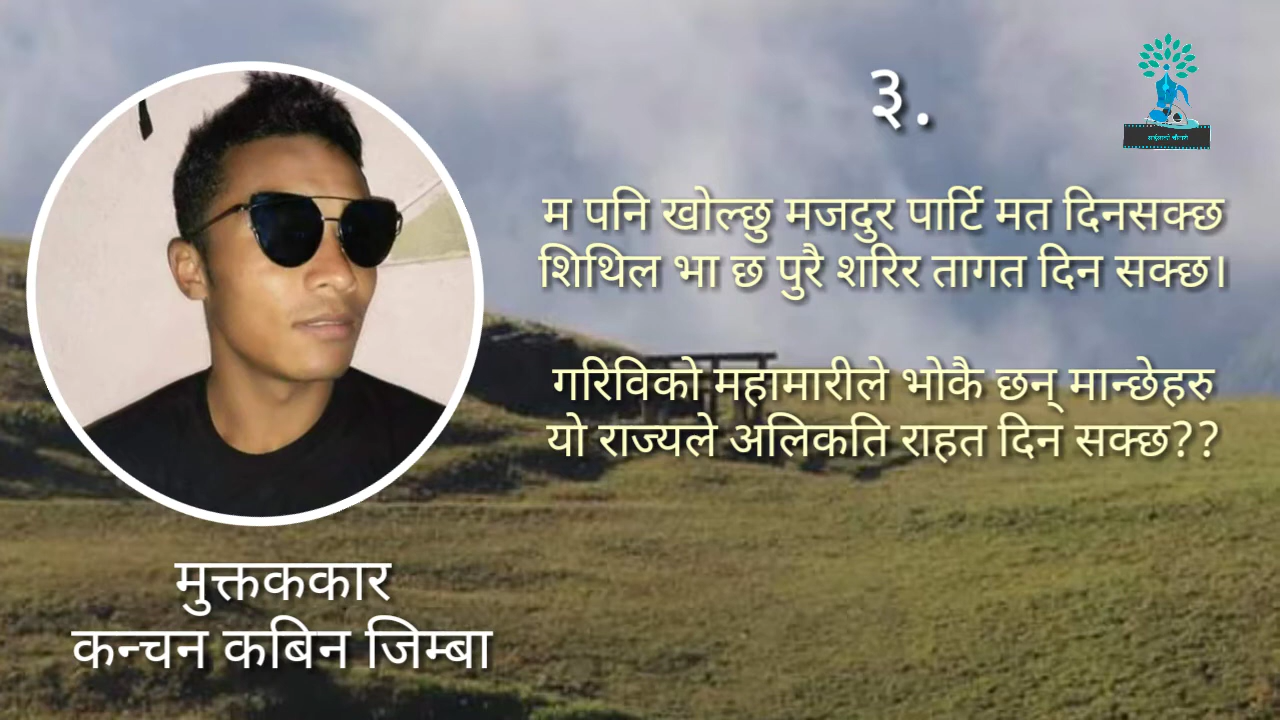 ३.
म पनि खोल्छु मजदुर पार्टि मत दिनसक्छ
शिथिल भा छ पुरै शरिर तागत दिन सक्छ।
गरिविको महामारीले भोकै छन् मान्छेहरु
यो राज्यले अलिकति राहत दिन सक्छ??
मुक्तककार
कन्चन कबिन जिम्बा